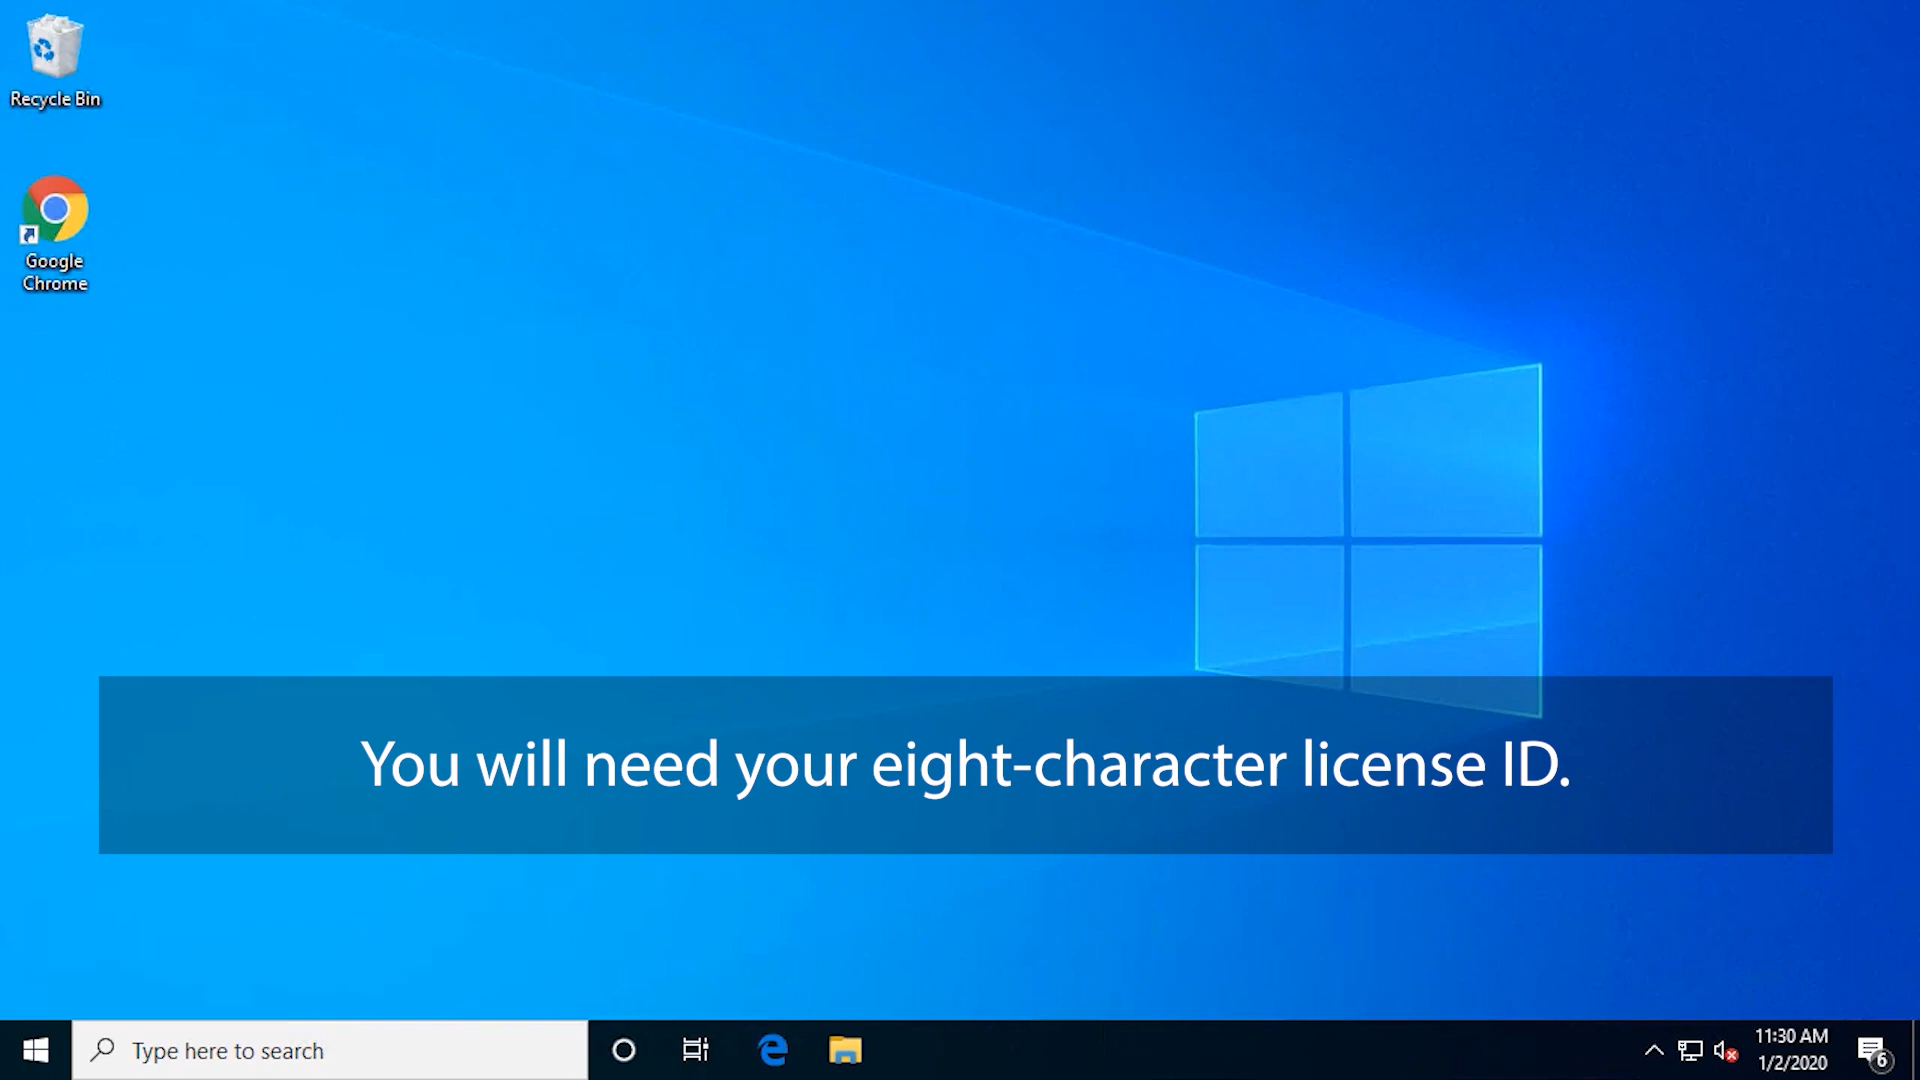 Recycle Bin
Google
Chrome
You will need your eight-character license ID.
Type here to search
11:30 AM
1/2/2020
6